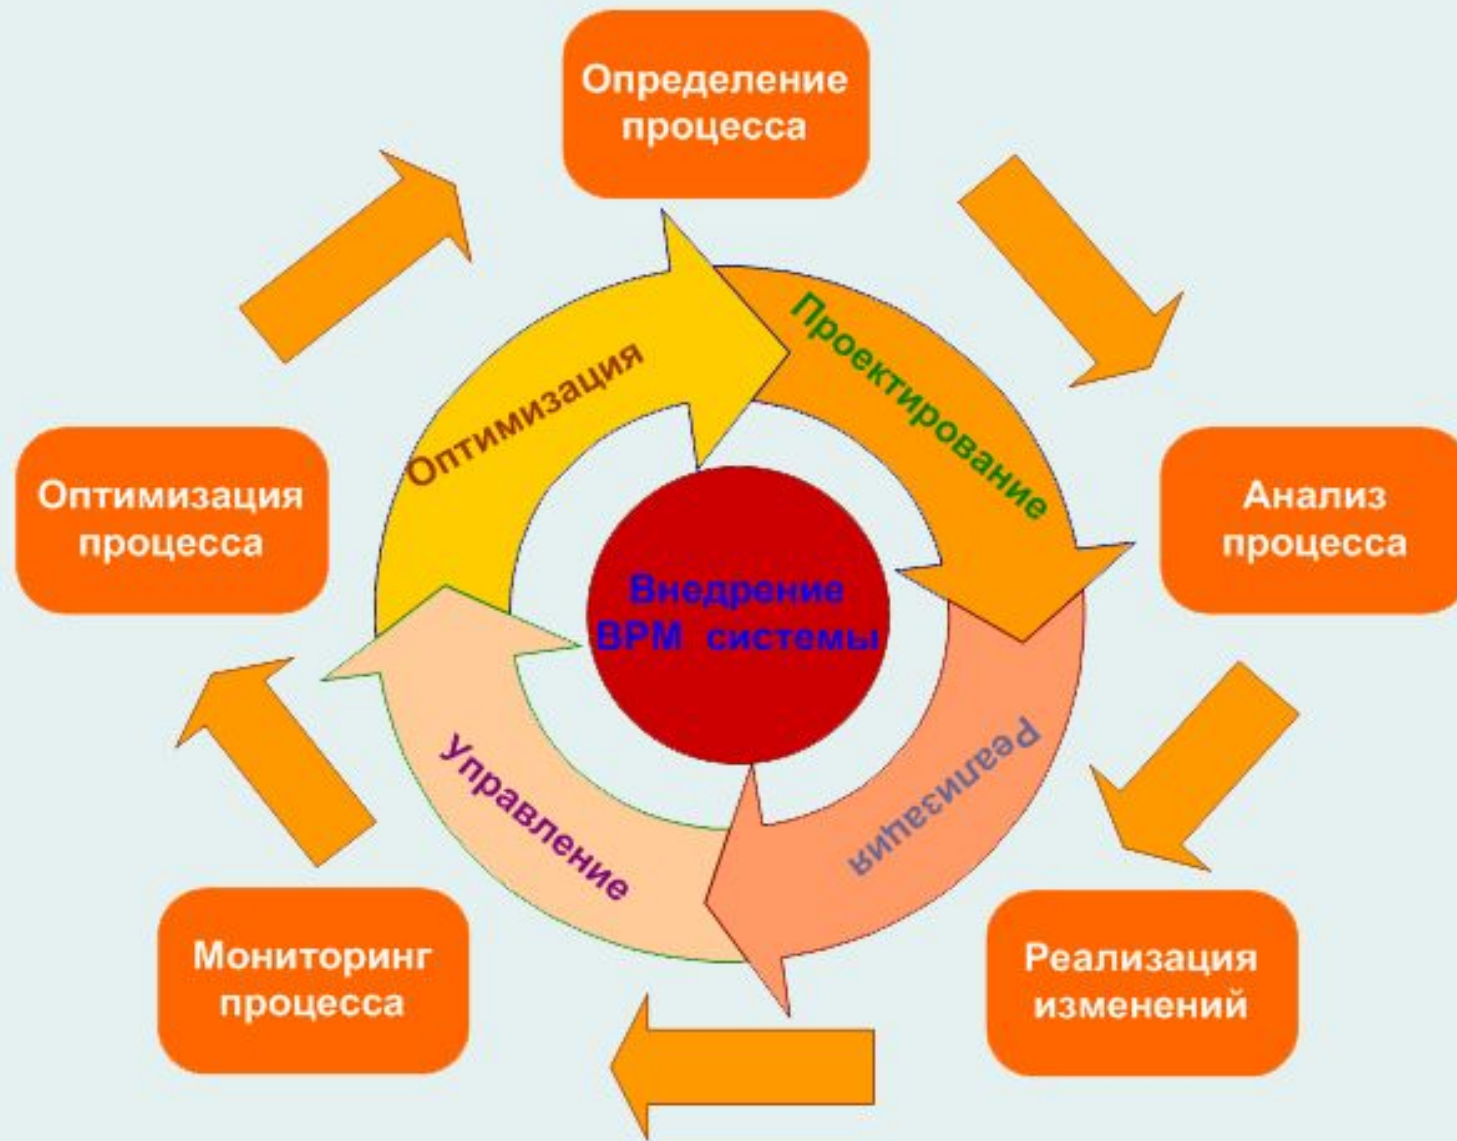 Определение
процесса
Оптимизация
Проектирование
Оптимизация
процесса
Анализ
процесса
Внедрение
BPM системы
Управление
Реализация
Мониторинг
процесса
Реализация
изменений